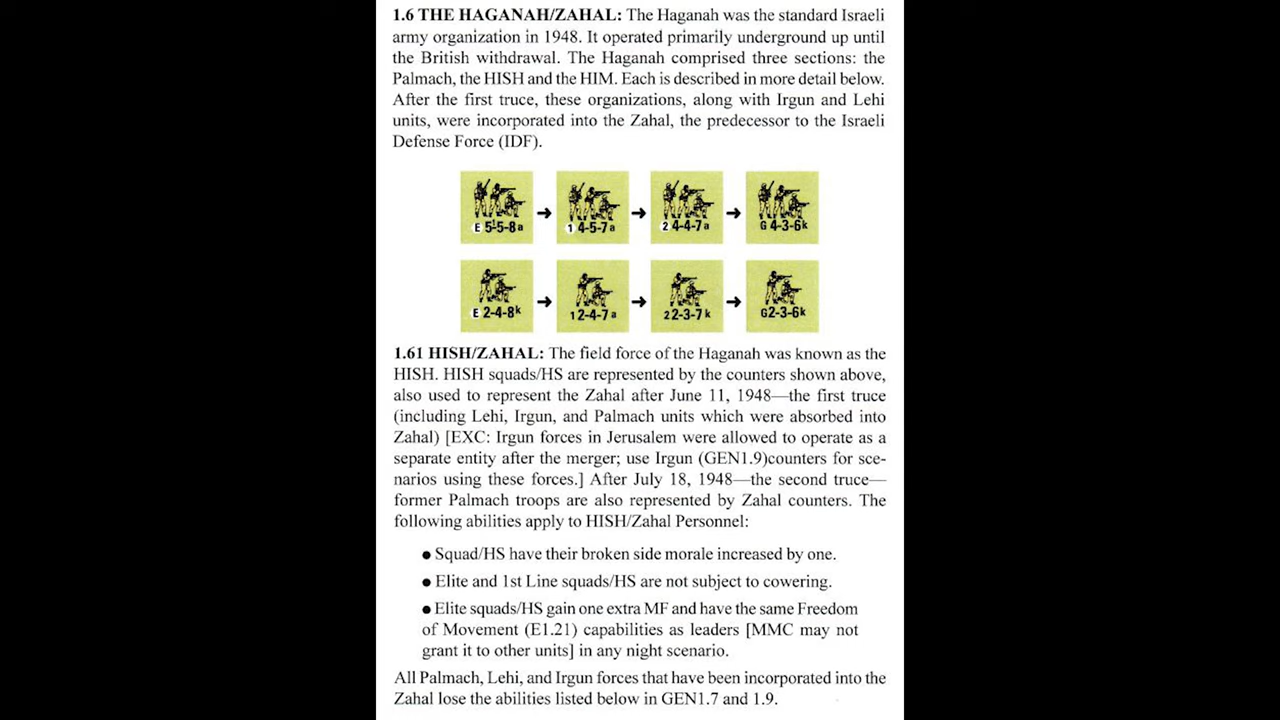 1.6 THE HAGANAH/ZAHAL: The Haganah was the standard Israeli
army organization in 1948. It operated primarily underground up until
the British withdrawal. The Haganah comprised three sections: the
Palmach, the HISH and the HIM. Each is described in more detail below.
After the first truce, these organizations, along with Irgun and Lehi
units, were incorporated into the Zahal, the predecessor to the Israeli
Defense Force (IDF).
E 5¹5-8a → 1 4-5-7a → 2 4-4-7a → G 4-3-6k
E 2-4-8k → 1 2-4-7a → 2 2-3-7k → G2-3-6k
1.61 HISH/ZAHAL: The field force of the Haganah was known as the
HISH. HISH squads/HS are represented by the counters shown above,
also used to represent the Zahal after June 11, 1948—the first truce
(including Lehi, Irgun, and Palmach units which were absorbed into
Zahal) [EXC: Irgun forces in Jerusalem were allowed to operate as a
separate entity after the merger; use Irgun (GEN1.9)counters for sce-
narios using these forces.] After July 18, 1948—the second truce—
former Palmach troops are also represented by Zahal counters. The
following abilities apply to HISH/Zahal Personnel:
● Squad/HS have their broken side morale increased by one.
● Elite and 1st Line squads/HS are not subject to cowering.
● Elite squads/HS gain one extra MF and have the same Freedom
of Movement (E1.21) capabilities as leaders [MMC may not
grant it to other units] in any night scenario.
All Palmach, Lehi, and Irgun forces that have been incorporated into the
Zahal lose the abilities listed below in GEN1.7 and 1.9.